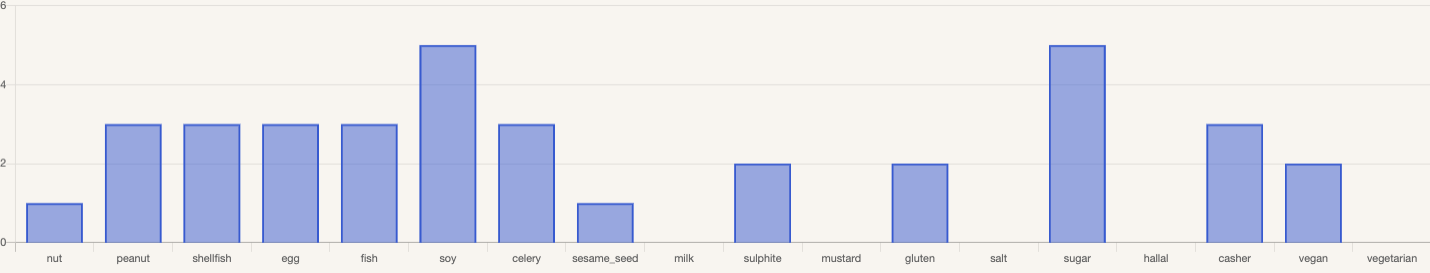 6
4
2
0
nut peanut shellfish egg fish soy celery sesame_seed milk sulphite mustard gluten salt sugar hallal casher vegan vegetarian